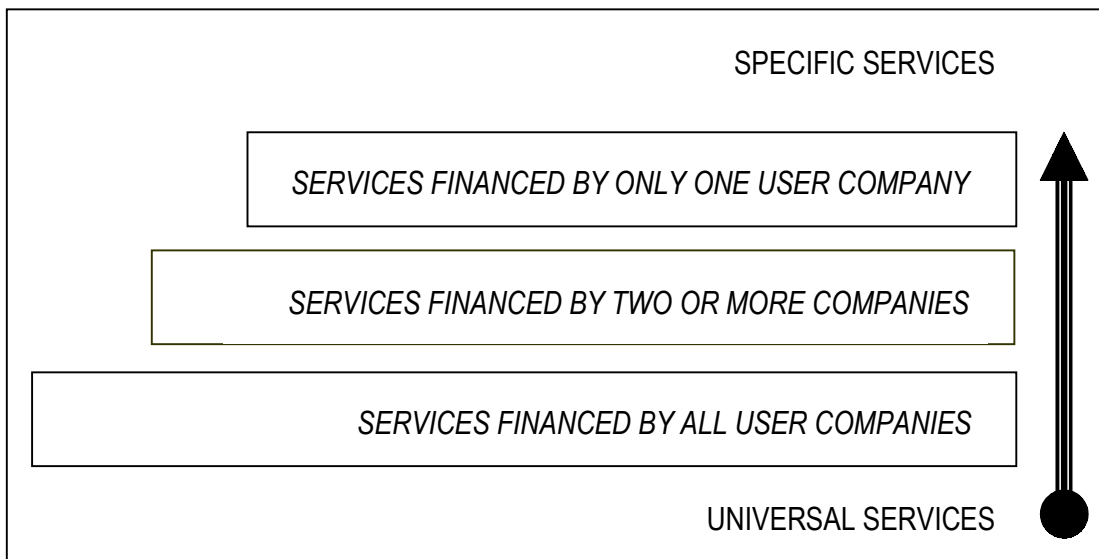 SPECIFIC SERVICES
SERVICES FINANCED BY ONLY ONE USER COMPANY
SERVICES FINANCED BY TWO OR MORE COMPANIES
SERVICES FINANCED BY ALL USER COMPANIES
UNIVERSAL SERVICES